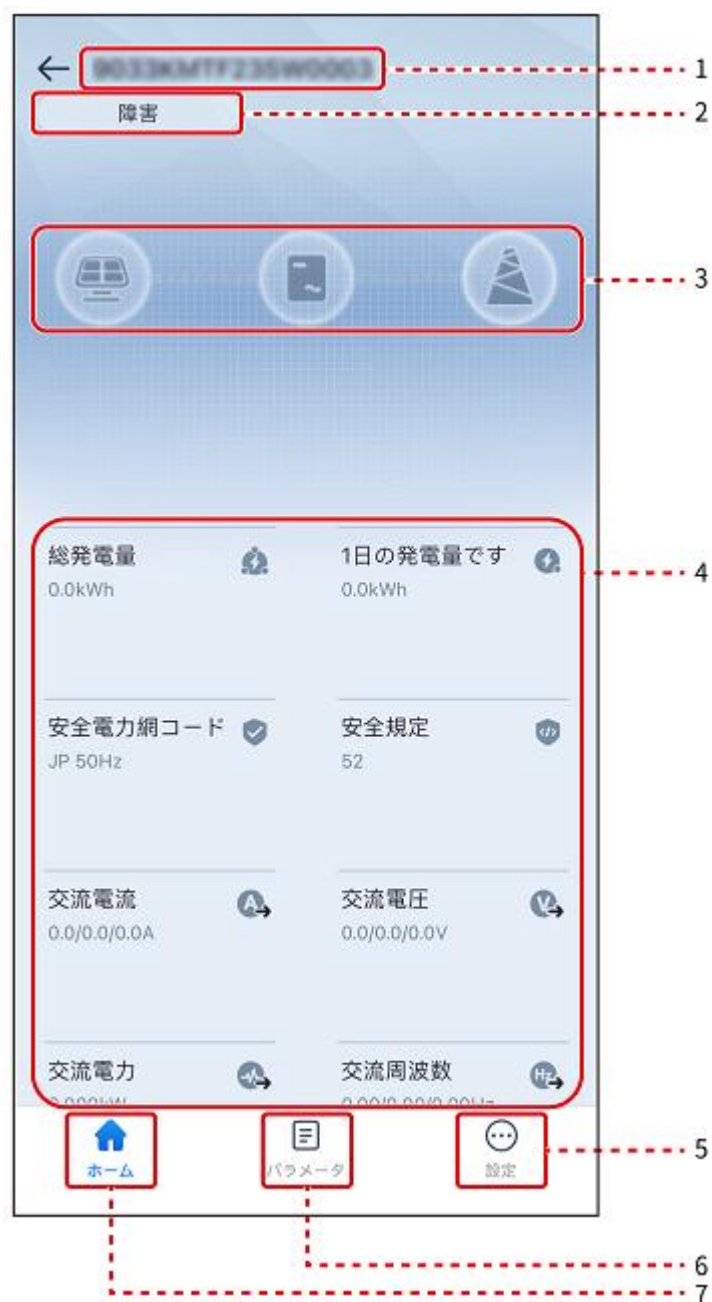 1
障害
2
3
総発電量
1日の発電量です
0.0kWh
0.0kWh
4
安全電力網コード
安全規定
JP 50Hz
52
交流電流
交流電圧
0.0/0.0/0.0A
0.0/0.0/0.0V
交流電力
交流周波数
ホーム
パラメータ
設定
5
6
7